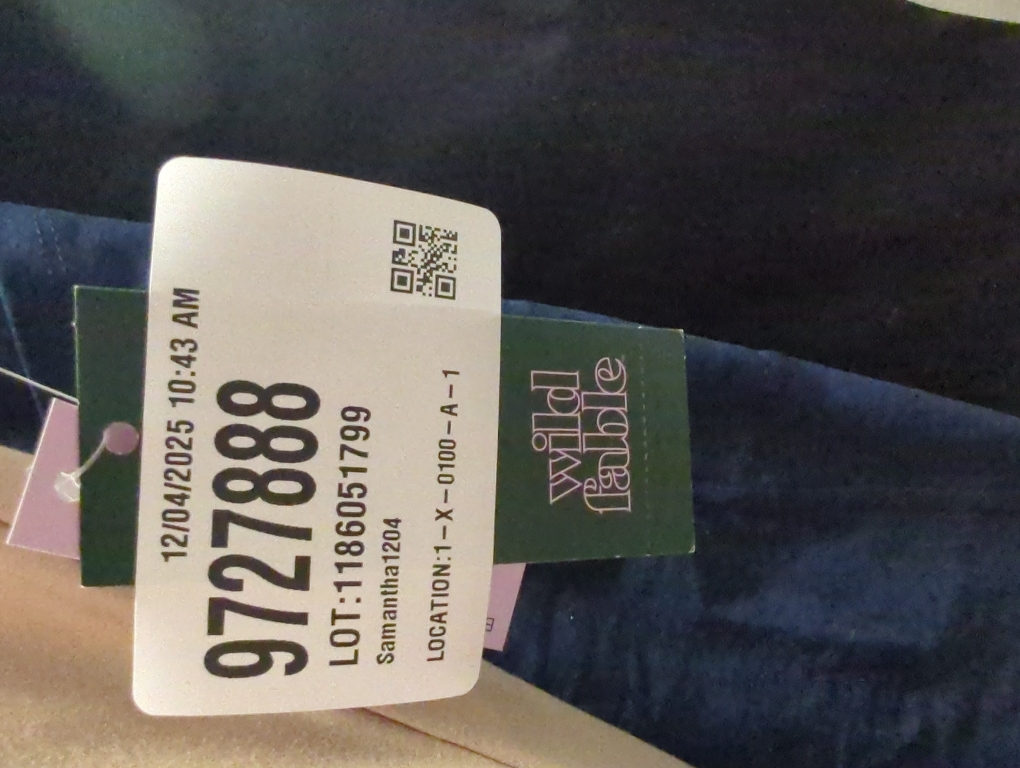 12/04/2025 10:43 AM
9727888
LOT:1186051799
Samantha1204
LOCATION:1-X-0100-A-1
wild
fable